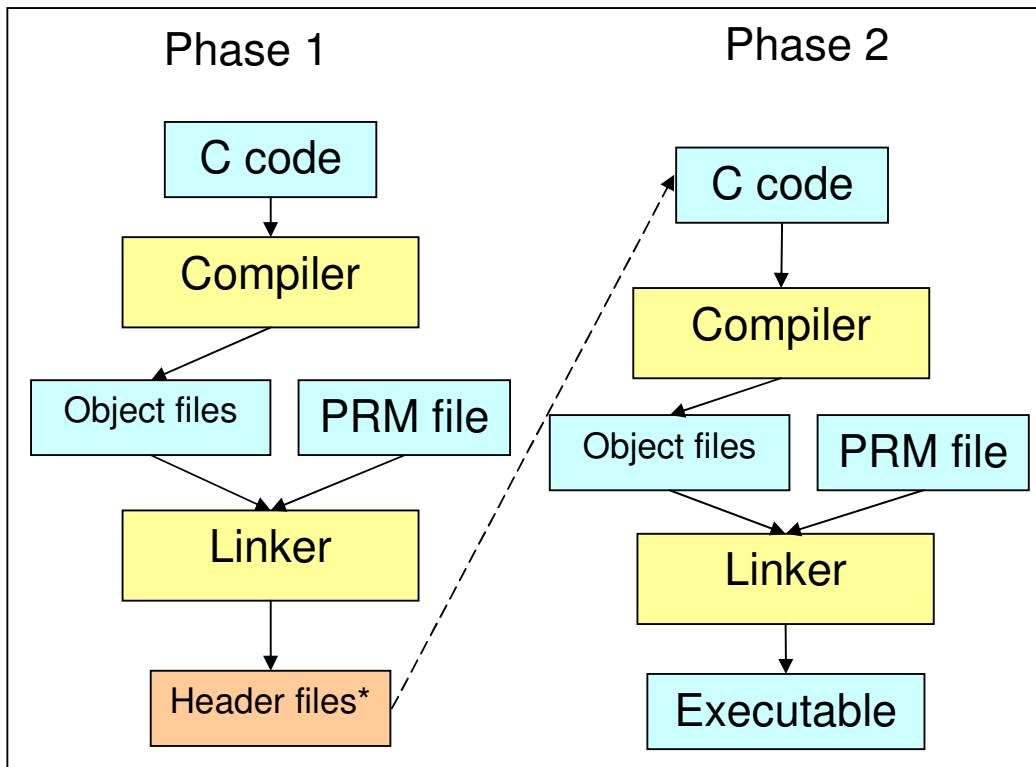 Phase 1
C code
Compiler
Object files
PRM file
Linker
Header files*
Phase 2
C code
Compiler
Object files
PRM file
Linker
Executable